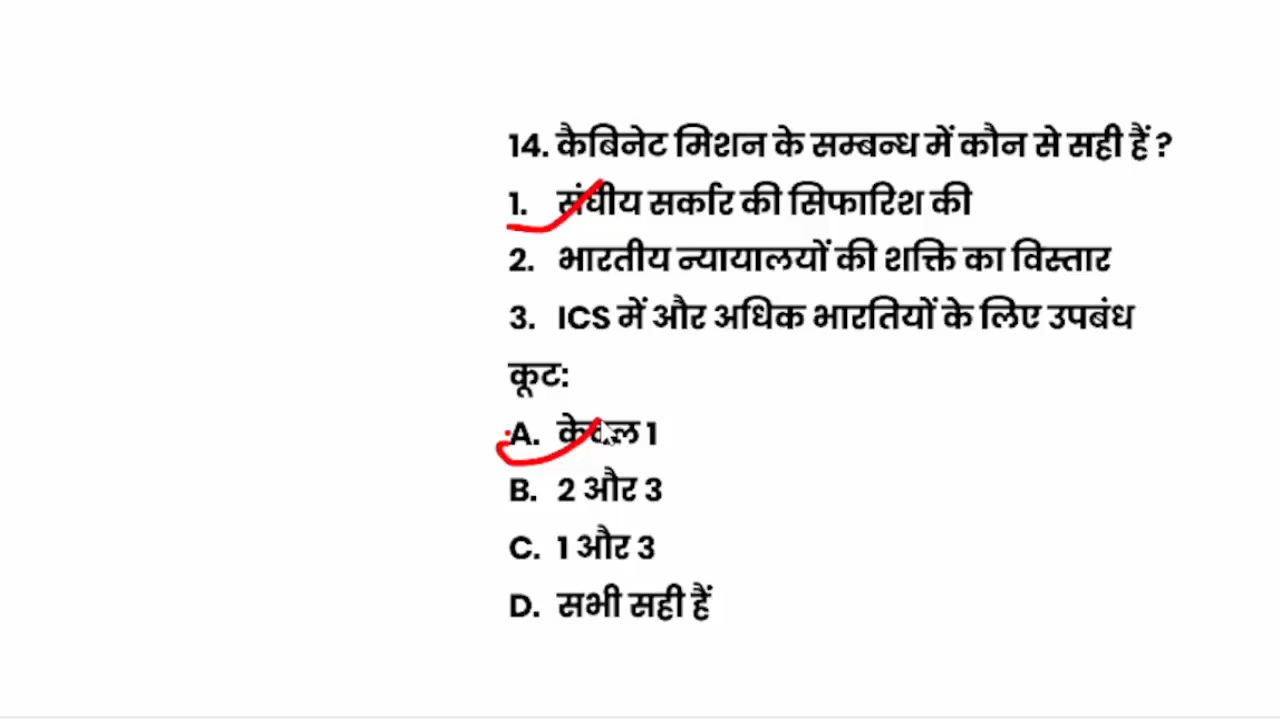 14. कैबिनेट मिशन के सम्बन्ध में कौन से सही हैं ?
1. संघीय सर्कार की सिफारिश की
2. भारतीय न्यायालयों की शक्ति का विस्तार
3. ICS में और अधिक भारतियों के लिए उपबंध
कूट:
A. केवल 1
B. 2 और 3
C. 1 और 3
D. सभी सही हैं